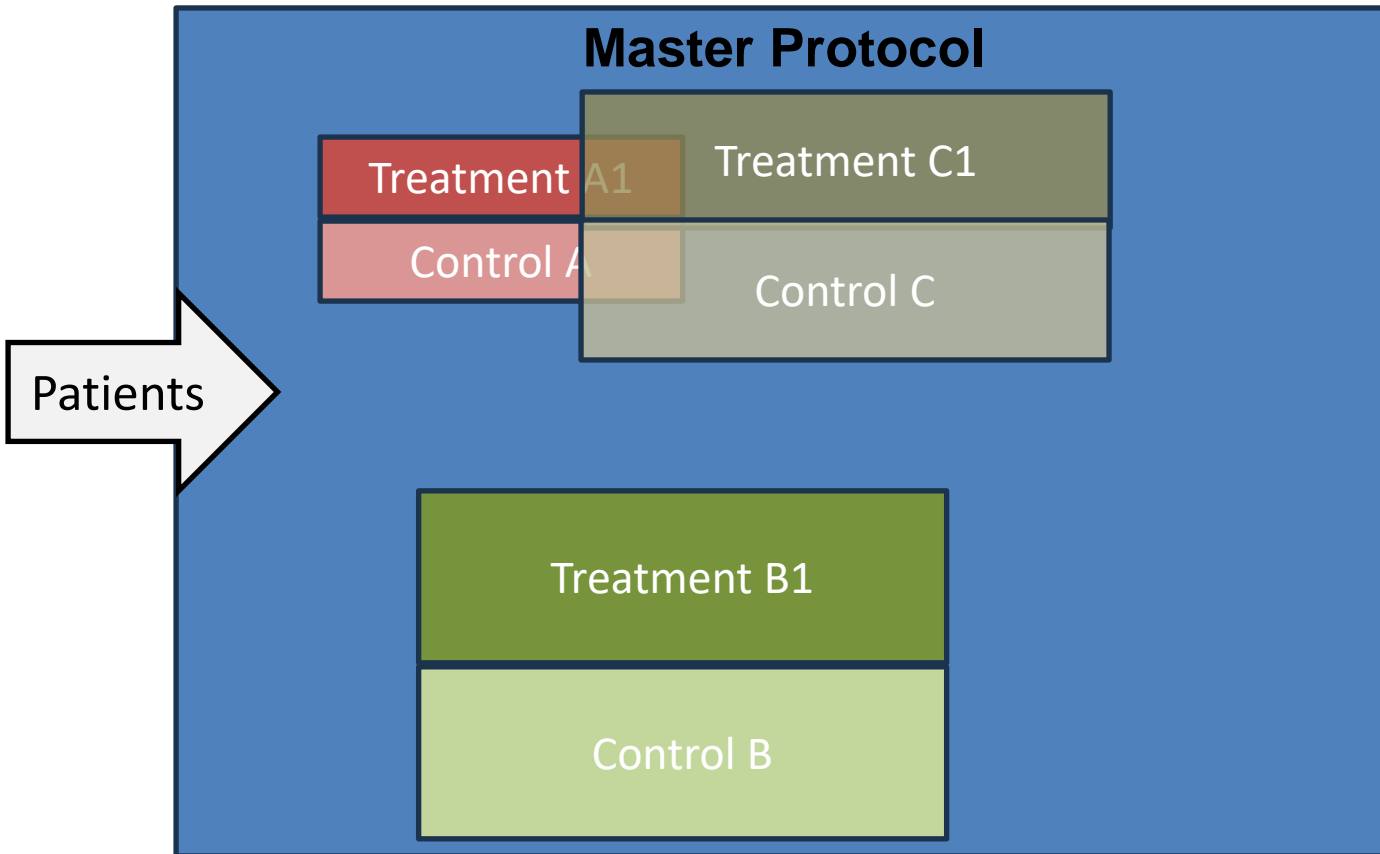 Master Protocol
Treatment A1
Treatment C1
Control A
Control C
Patients
Treatment B1
Control B